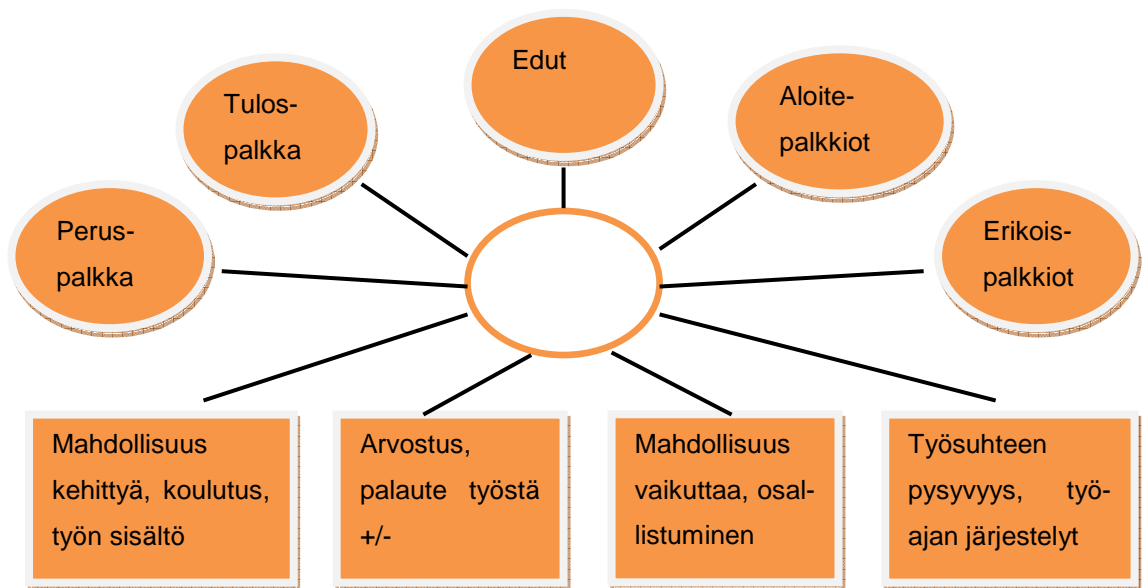 Edut
Tulos-
palkka
Aloite-
palkkiot
Perus-
palkka
Erikois-
palkkiot
Mahdollisuus
kehittyä, koulutus,
työn sisältö
Arvostus,
palaute työstä
+/-
Mahdollisuus
vaikuttaa, osal-
listuminen
Työsuhteen
pysyvyys, työ-
ajan järjestelyt